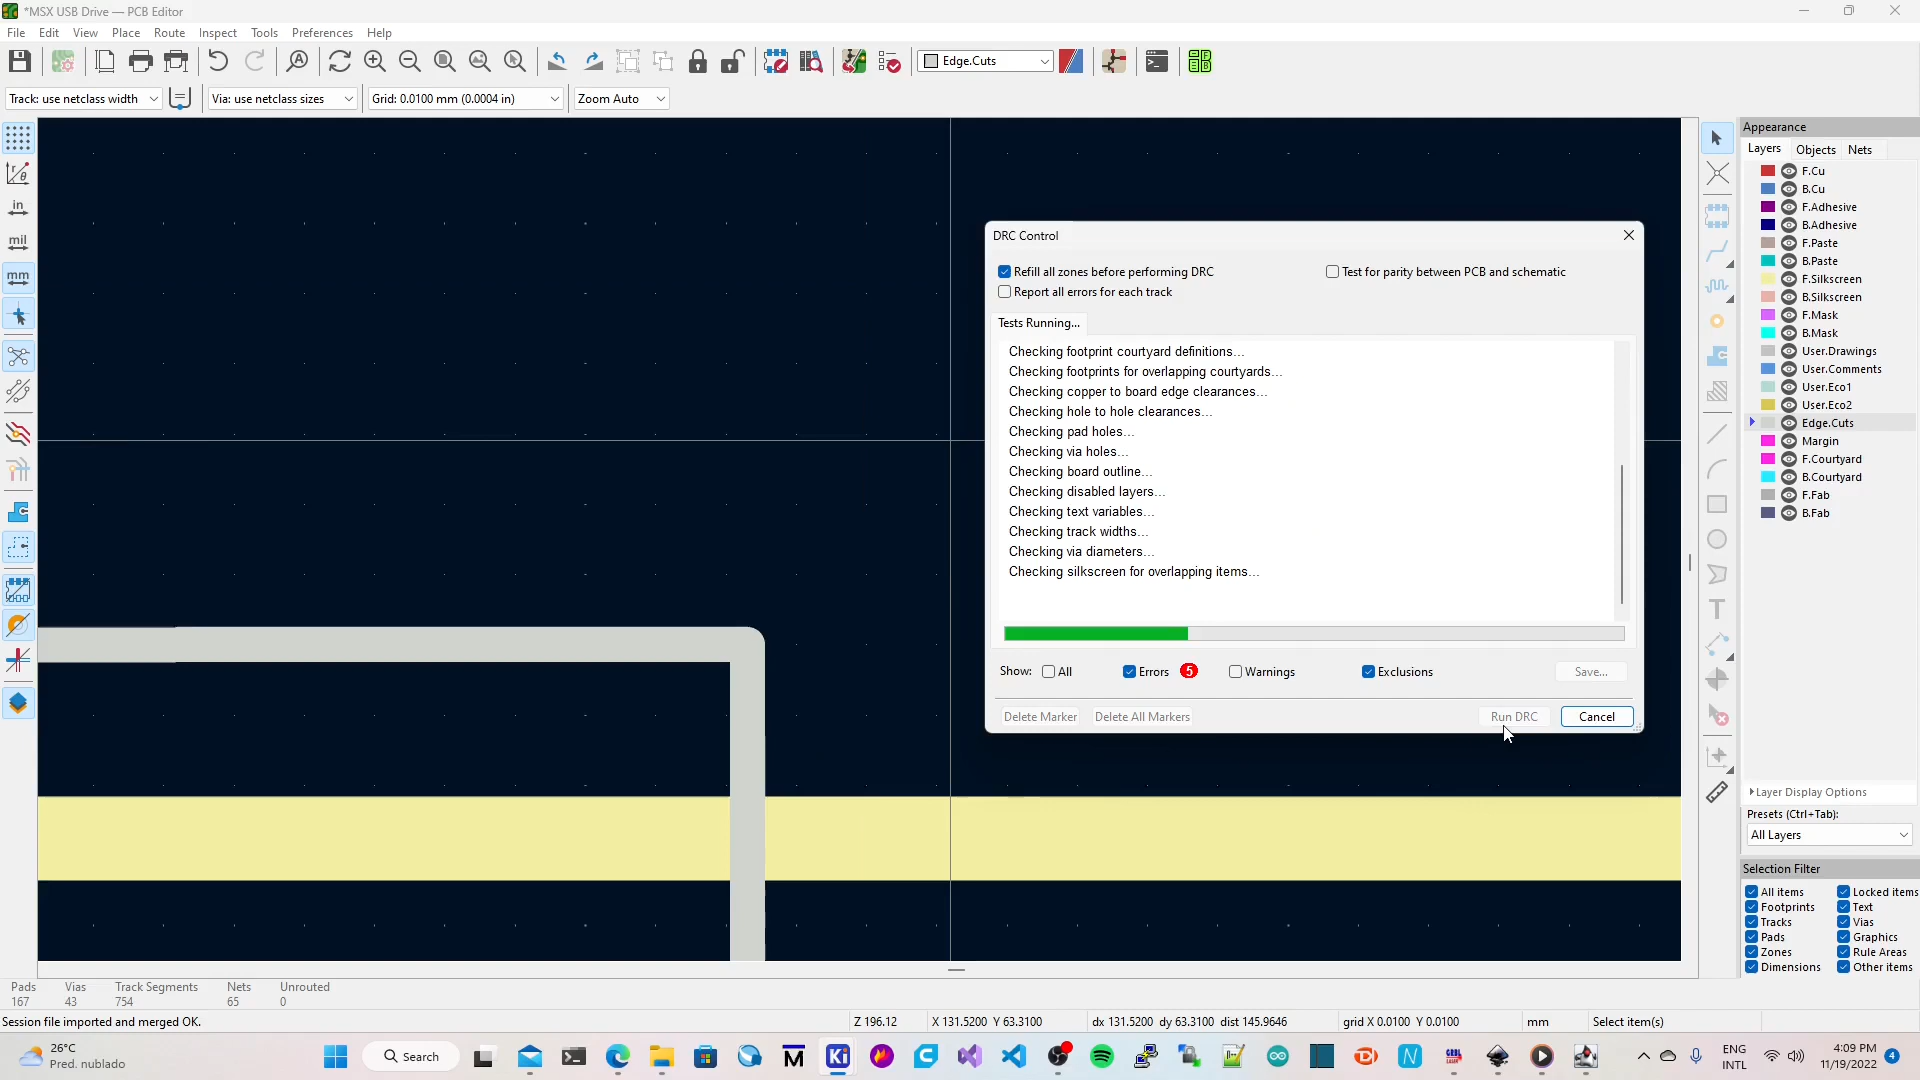 *MSX USB Drive — PCB Editor
File Edit View Place Route Inspect Tools Preferences Help
Edge.Cuts
Track: use netclass width
Via: use netclass sizes
Grid: 0.0100 mm (0.0004 in)
Zoom Auto
in
mil
mm
DRC Control
Refill all zones before performing DRC
Test for parity between PCB and schematic
Report all errors for each track
Tests Running...
Checking footprint courtyard definitions...
Checking footprints for overlapping courtyards...
Checking copper to board edge clearances...
Checking hole to hole clearances...
Checking pad holes...
Checking via holes...
Checking board outline...
Checking disabled layers...
Checking text variables...
Checking track widths...
Checking via diameters...
Checking silkscreen for overlapping items...
Show: All Errors 5 Warnings Exclusions Save...
Delete Marker Delete All Markers Run DRC Cancel
Appearance
Layers Objects Nets
F.Cu
B.Cu
F.Adhesive
B.Adhesive
F.Paste
B.Paste
F.Silkscreen
B.Silkscreen
F.Mask
B.Mask
User.Drawings
User.Comments
User.Eco1
User.Eco2
Edge.Cuts
Margin
F.Courtyard
B.Courtyard
F.Fab
B.Fab
Layer Display Options
Presets (Ctrl+Tab):
All Layers
Selection Filter
All items Locked items
Footprints Text
Tracks Vias
Pads Graphics
Zones Rule Areas
Dimensions Other items
Pads Vias Track Segments Nets Unrouted
167 43 754 65 0
Session file imported and merged OK.
Z 196.12
X 131.5200 Y 63.3100
dx 131.5200 dy 63.3100 dist 145.9646
grid X 0.0100 Y 0.0100
mm
Select item(s)
26°C
Pred. nublado
Search
Ki
ENG
INTL
4:09 PM
11/19/2022
4